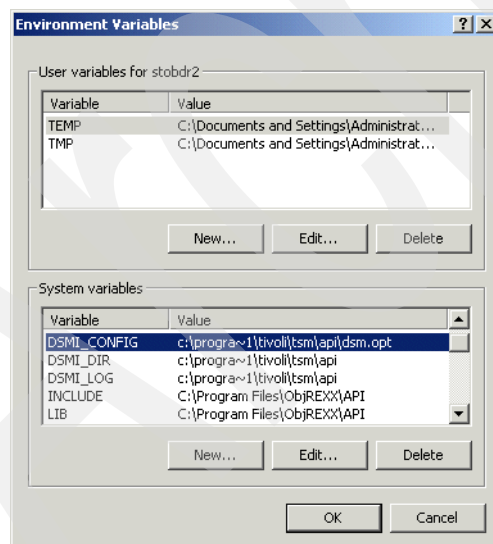 Environment Variables
User variables for stobdr2
Variable Value
TEMP C:\Documents and Settings\Administrat...
TMP C:\Documents and Settings\Administrat...
New... Edit... Delete
System variables
Variable Value
DSMI_CONFIG c:\progra~1\tivoli\tsm\api\dsm.opt
DSMI_DIR c:\progra~1\tivoli\tsm\api
DSMI_LOG c:\progra~1\tivoli\tsm\api
INCLUDE C:\Program Files\ObjREXX\API
LIB C:\Program Files\ObjREXX\API
New... Edit... Delete
OK Cancel